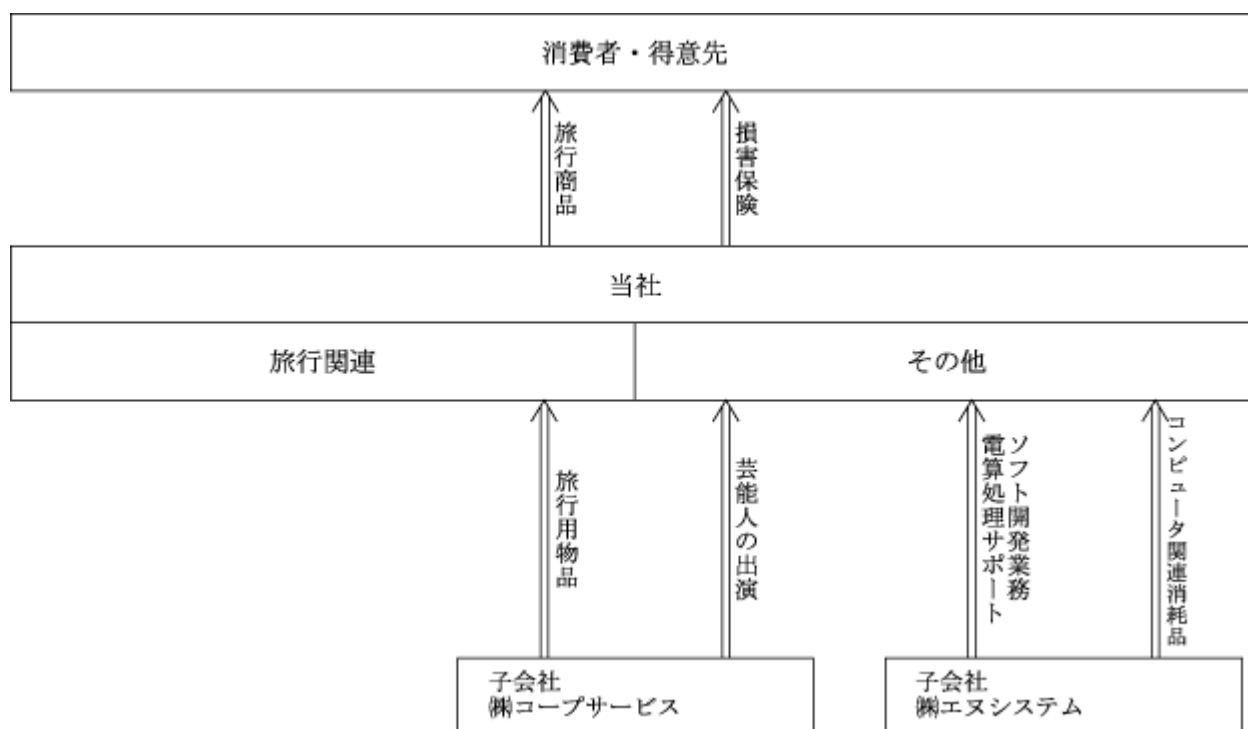 消費者・得意先
旅行商品
損害保険
当社
旅行関連
その他
旅行用物品
芸能人の出演
ソフト開発業務
電算処理サポート
コンピュータ関連消耗品
子会社
㈱コープサービス
子会社
㈱エヌシステム